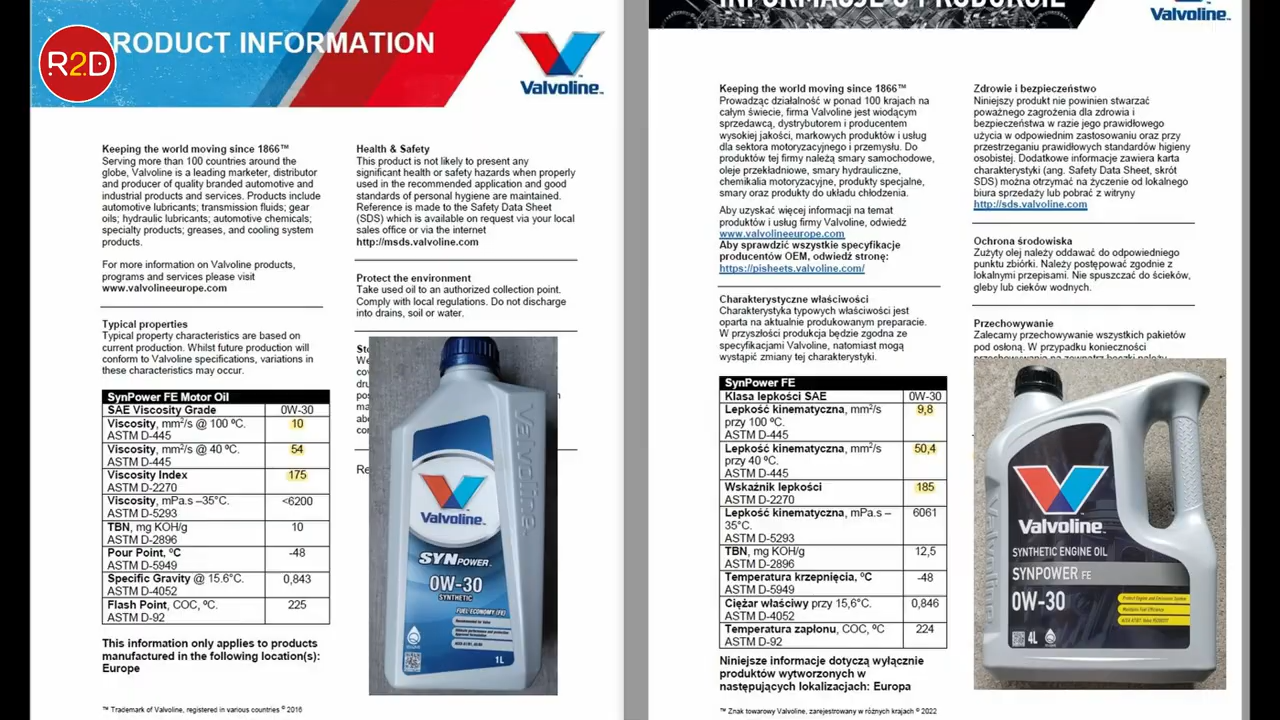 PRODUCT INFORMATION
R2D
Valvoline™
Keeping the world moving since 1866™
Serving more than 100 countries around the
globe, Valvoline is a leading marketer, distributor
and producer of quality branded automotive and
industrial products and services. Products include
automotive lubricants; transmission fluids; gear
oils; hydraulic lubricants; automotive chemicals;
specialty products; greases, and cooling system
products.
For more information on Valvoline products,
programs and services please visit
www.valvolineeurope.com
Typical properties
Typical property characteristics are based on
current production. Whilst future production will
conform to Valvoline specifications, variations in
these characteristics may occur.
SynPower FE Motor Oil
SAE Viscosity Grade 0W-30
Viscosity, mm²/s @ 100 ºC. 10
ASTM D-445
Viscosity, mm²/s @ 40 ºC. 54
ASTM D-445
Viscosity Index 175
ASTM D-2270
Viscosity, mPa.s –35°C. <6200
ASTM D-5293
TBN, mg KOH/g 10
ASTM D-2896
Pour Point, ºC -48
ASTM D-5949
Specific Gravity @ 15.6°C. 0,843
ASTM D-4052
Flash Point, COC, ºC. 225
ASTM D-92
This information only applies to products
manufactured in the following location(s):
Europe
™ Trademark of Valvoline, registered in various countries © 2016
Health & Safety
This product is not likely to present any
significant health or safety hazards when properly
used in the recommended application and good
standards of personal hygiene are maintained.
Reference is made to the Safety Data Sheet
(SDS) which is available on request via your local
sales office or via the internet
http://msds.valvoline.com
Protect the environment
Take used oil to an authorized collection point.
Comply with local regulations. Do not discharge
into drains, soil or water.
Valvoline
Valvoline™
SYNPOWER™
0W-30
SYNTHETIC
FUEL ECONOMY (FE)
1L
INFORMACJE O PRODUKCIE
Valvoline™
Keeping the world moving since 1866™
Prowadząc działalność w ponad 100 krajach na
całym świecie, firma Valvoline jest wiodącym
sprzedawcą, dystrybutorem i producentem
wysokiej jakości, markowych produktów i usług
dla sektora motoryzacyjnego i przemysłu. Do
produktów tej firmy należą smary samochodowe,
oleje przekładniowe, smary hydrauliczne,
chemikalia motoryzacyjne, produkty specjalne,
smary oraz produkty do układu chłodzenia.
Aby uzyskać więcej informacji na temat
produktów i usług firmy Valvoline, odwiedź
www.valvolineeurope.com
Aby sprawdzić wszystkie specyfikacje
producentów OEM, odwiedź stronę:
https://pisheets.valvoline.com/
Charakterystyczne właściwości
Charakterystyka typowych właściwości jest
oparta na aktualnie produkowanym preparacie.
W przyszłości produkcja będzie zgodna ze
specyfikacjami Valvoline, natomiast mogą
wystąpić zmiany tej charakterystyki.
SynPower FE
Klasa lepkości SAE 0W-30
Lepkość kinematyczna, mm²/s 9,8
przy 100 ºC.
ASTM D-445
Lepkość kinematyczna, mm²/s 50,4
przy 40 ºC.
ASTM D-445
Wskaźnik lepkości 185
ASTM D-2270
Lepkość kinematyczna, mPa.s – 6061
35°C.
ASTM D-5293
TBN, mg KOH/g 12,5
ASTM D-2896
Temperatura krzepnięcia, ºC -48
ASTM D-5949
Ciężar właściwy przy 15,6°C. 0,846
ASTM D-4052
Temperatura zapłonu, COC, ºC 224
ASTM D-92
Niniejsze informacje dotyczą wyłącznie
produktów wytworzonych w
następujących lokalizacjach: Europa
™ Znak towarowy Valvoline, zarejestrowany w różnych krajach © 2022
Zdrowie i bezpieczeństwo
Niniejszy produkt nie powinien stwarzać
poważnego zagrożenia dla zdrowia i
bezpieczeństwa w razie jego prawidłowego
użycia w odpowiednim zastosowaniu oraz przy
przestrzeganiu prawidłowych standardów higieny
osobistej. Dodatkowe informacje zawiera karta
charakterystyki (ang. Safety Data Sheet, skrót
SDS) można otrzymać na życzenie od lokalnego
biura sprzedaży lub pobrać z witryny
http://sds.valvoline.com
Ochrona środowiska
Zużyty olej należy oddawać do odpowiedniego
punktu zbiórki. Należy postępować zgodnie z
lokalnymi przepisami. Nie spuszczać do ścieków,
gleby lub cieków wodnych.
Przechowywanie
Zalecamy przechowywanie wszystkich pakietów
pod osłoną. W przypadku konieczności
Valvoline™
SYNTHETIC ENGINE OIL
SYNPOWER FE
0W-30
4L